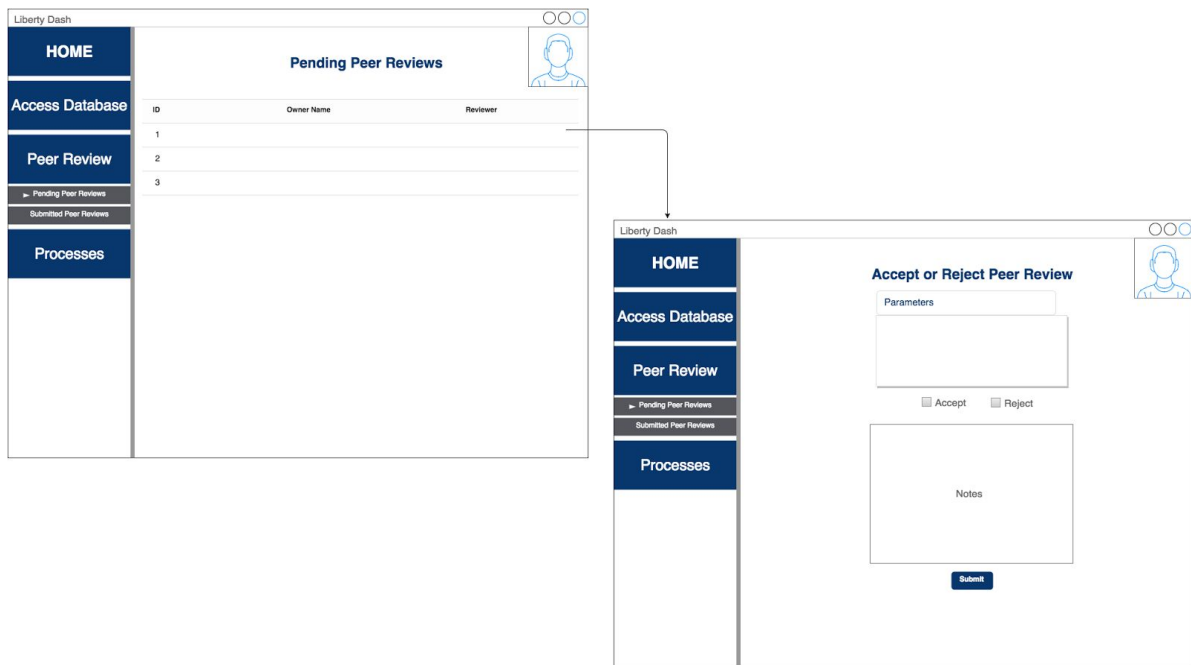 Liberty Dash
HOME
Pending Peer Reviews
Access Database
ID Owner Name Reviewer
1
Peer Review
2
3
Pending Peer Reviews
Submitted Peer Reviews
Processes
Liberty Dash
HOME
Accept or Reject Peer Review
Parameters
Access Database
Peer Review
Accept Reject
Pending Peer Reviews
Submitted Peer Reviews
Processes
Notes
Submit